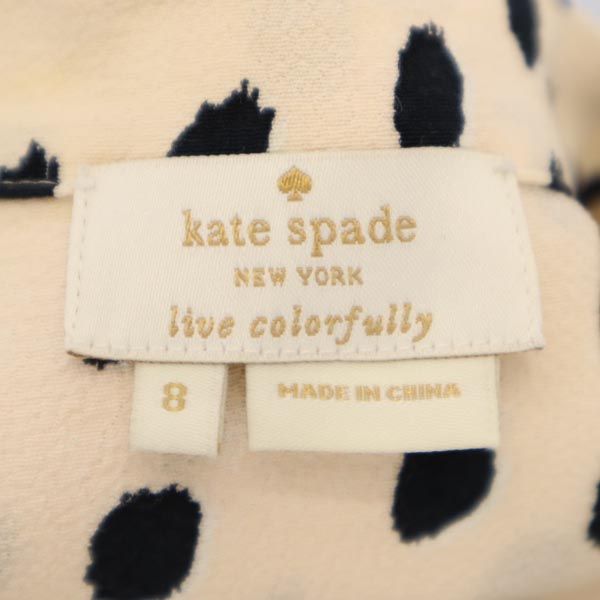 kate spade
NEW YORK
live colorfully
8
MADE IN CHINA